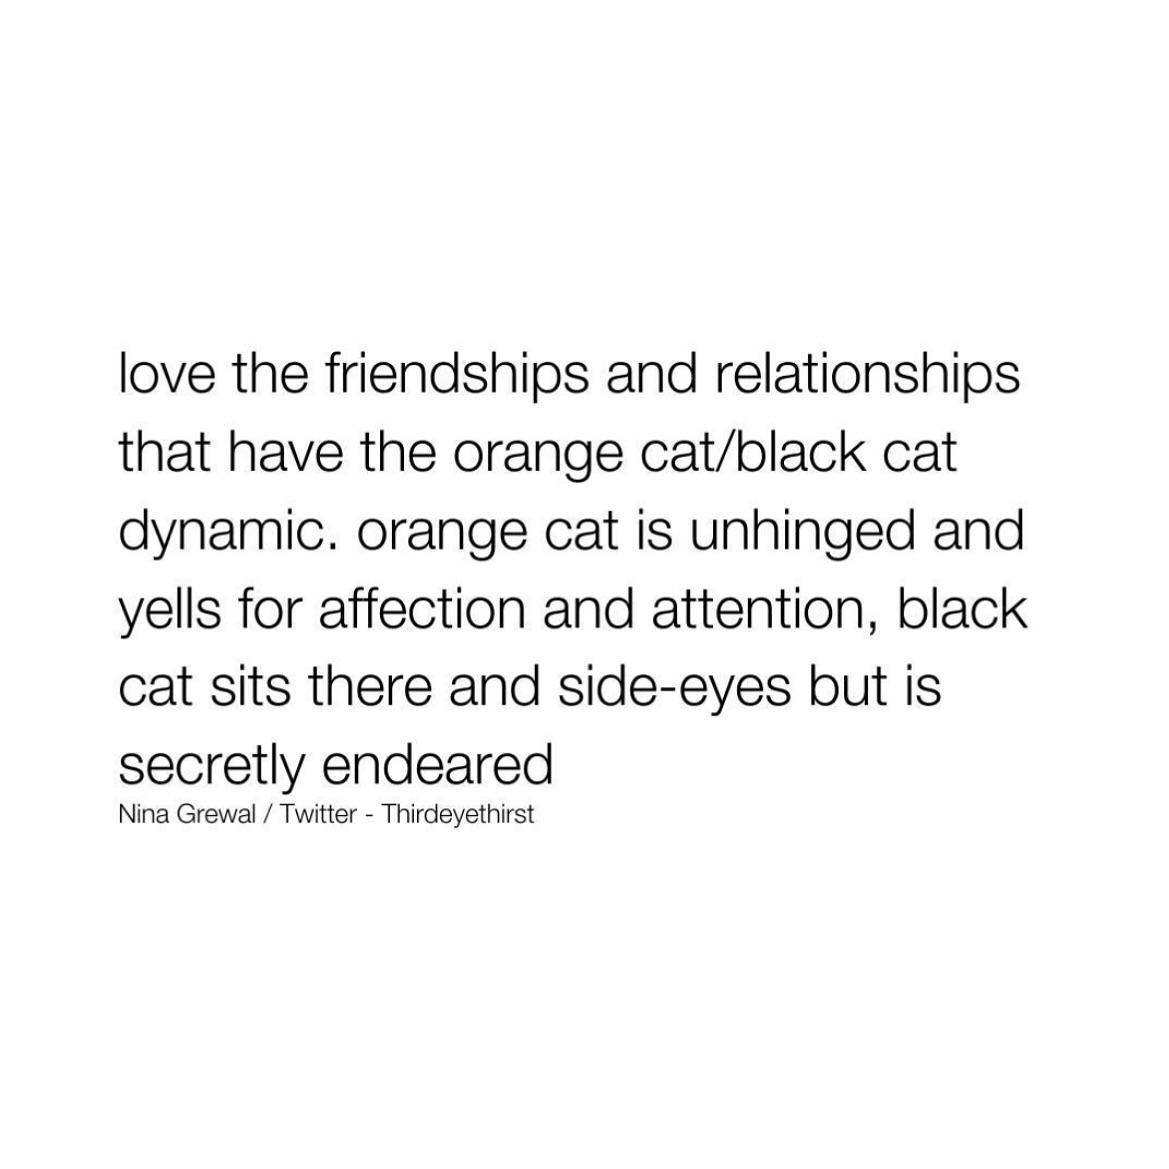 love the friendships and relationships
that have the orange cat/black cat
dynamic. orange cat is unhinged and
yells for affection and attention, black
cat sits there and side-eyes but is
secretly endeared
Nina Grewal / Twitter - Thirdeyethirst